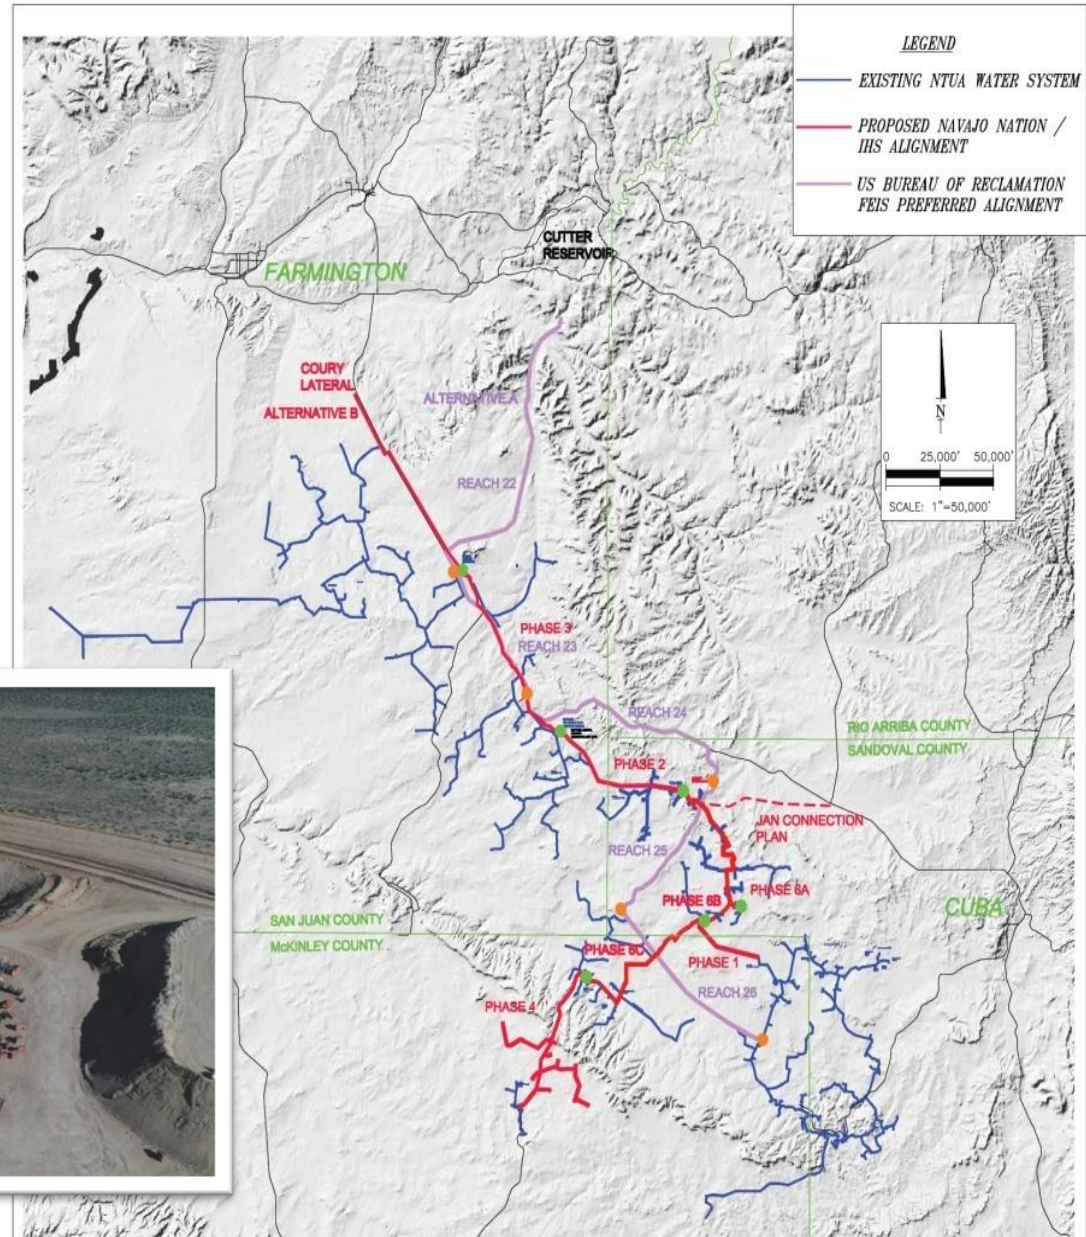 LEGEND
EXISTING NTUA WATER SYSTEM
PROPOSED NAVAJO NATION /
IHS ALIGNMENT
US BUREAU OF RECLAMATION
FEIS PREFERRED ALIGNMENT
CUTTER
RESERVOIR
FARMINGTON
COURY
LATERAL
ALTERNATIVE B
ALTERNATIVE A
N
0 25,000' 50,000'
SCALE: 1"=50,000'
REACH 22
PHASE 3
REACH 23
REACH 24
RIO ARRIBA COUNTY
SANDOVAL COUNTY
PHASE 2
JAN CONNECTION
PLAN
REACH 25
PHASE 6A
PHASE 6B
CUBA
SAN JUAN COUNTY
McKINLEY COUNTY
PHASE 6C
PHASE 1
REACH 26
PHASE 4